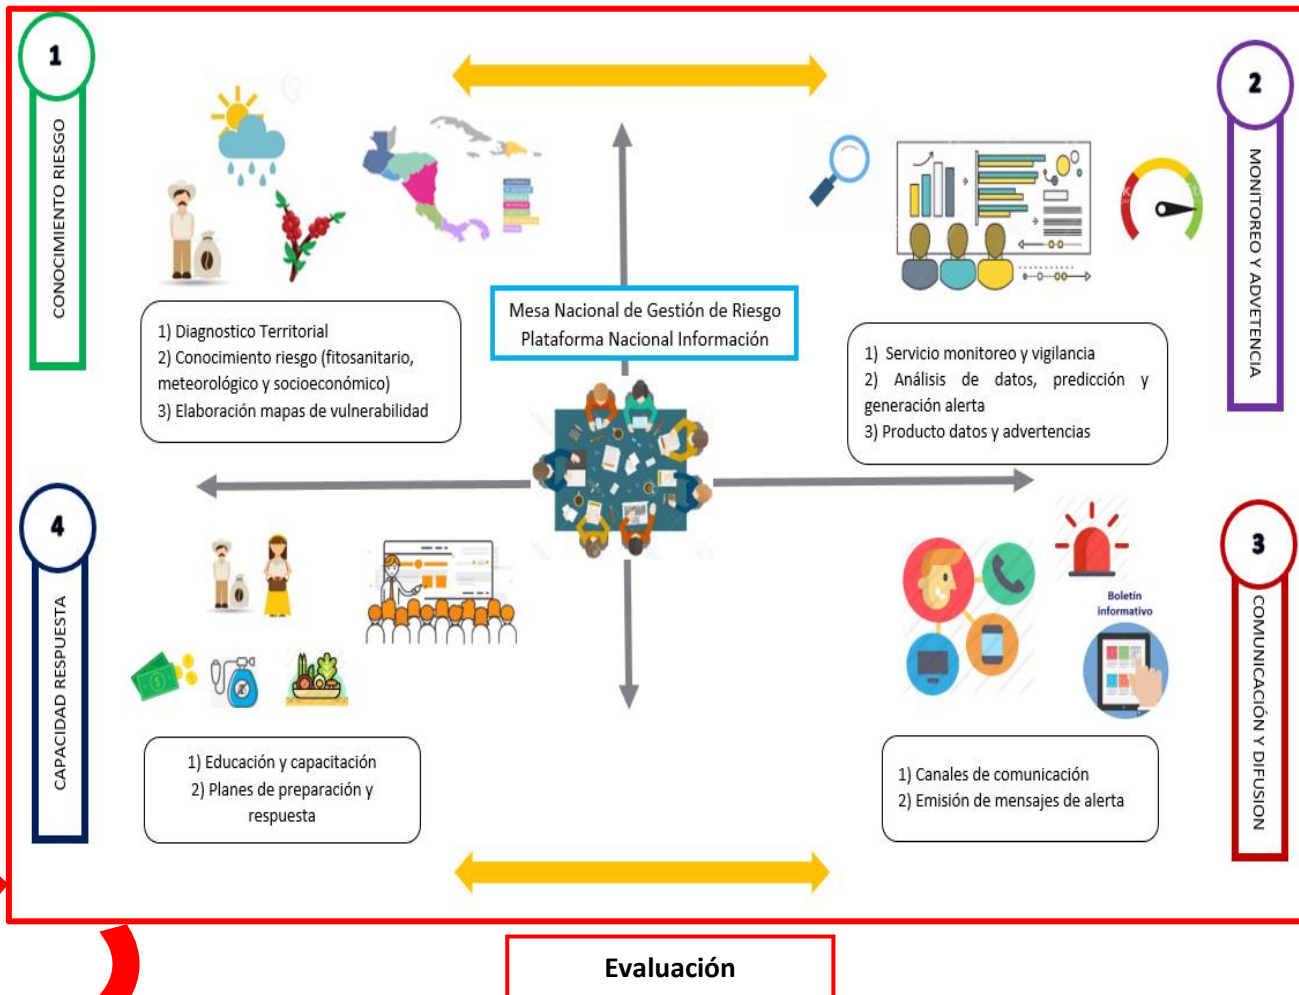 1
CONOCIMIENTO RIESGO
1) Diagnostico Territorial
2) Conocimiento riesgo (fitosanitario,
meteorológico y socioeconómico)
3) Elaboración mapas de vulnerabilidad
Mesa Nacional de Gestión de Riesgo
Plataforma Nacional Información
2
MONITOREO Y ADVETENCIA
1) Servicio monitoreo y vigilancia
2) Análisis de datos, predicción y
generación alerta
3) Producto datos y advertencias
4
CAPACIDAD RESPUESTA
1) Educación y capacitación
2) Planes de preparación y
respuesta
3
COMUNICACIÓN Y DIFUSION
Boletín
informativo
1) Canales de comunicación
2) Emisión de mensajes de alerta
Evaluación